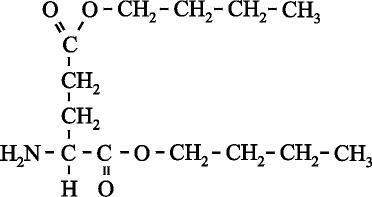 O O – CH₂ – CH₂ – CH₂ – CH₃
C
CH₂
CH₂
H₂N – C – C – O – CH₂ – CH₂ – CH₂ – CH₃
H O